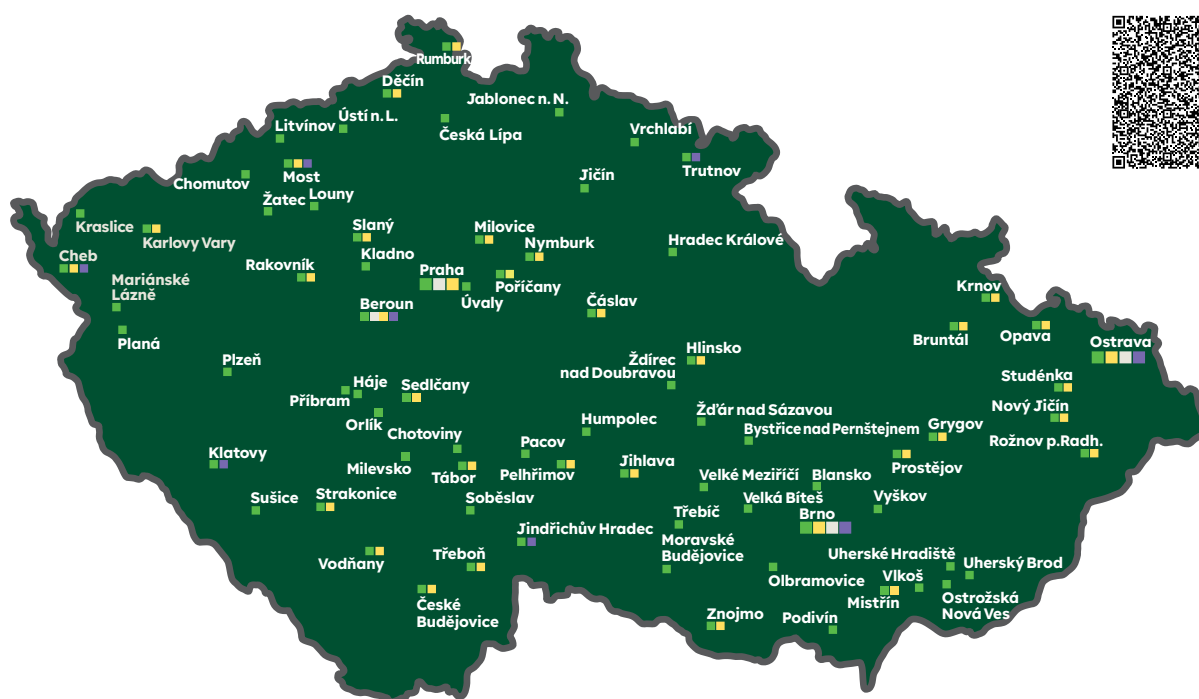 Rumburk
Děčín
Jablonec n. N.
Ústí n. L.
Litvínov
Česká Lípa
Vrchlabí
Most
Trutnov
Chomutov
Jičín
Žatec
Louny
Kraslice
Karlovy Vary
Slaný
Milovice
Nymburk
Hradec Králové
Cheb
Kladno
Rakovník
Praha
Poříčany
Mariánské
Lázně
Úvaly
Krnov
Beroun
Čáslav
Planá
Bruntál
Opava
Ostrava
Hlinsko
Plzeň
Ždírec
nad Doubravou
Studénka
Háje
Sedlčany
Příbram
Nový Jičín
Orlík
Humpolec
Žďár nad Sázavou
Grygov
Bystřice nad Pernštejnem
Chotoviny
Rožnov p.Radh.
Klatovy
Pacov
Milevsko
Jihlava
Prostějov
Tábor
Pelhřimov
Velké Meziříčí
Blansko
Sušice
Strakonice
Soběslav
Velká Bíteš
Vyškov
Třebíč
Brno
Jindřichův Hradec
Moravské
Budějovice
Vodňany
Třeboň
Uherské Hradiště
Uherský Brod
Olbramovice
Vlkoš
Mistřín
České
Budějovice
Ostrožská
Nová Ves
Znojmo
Podivín